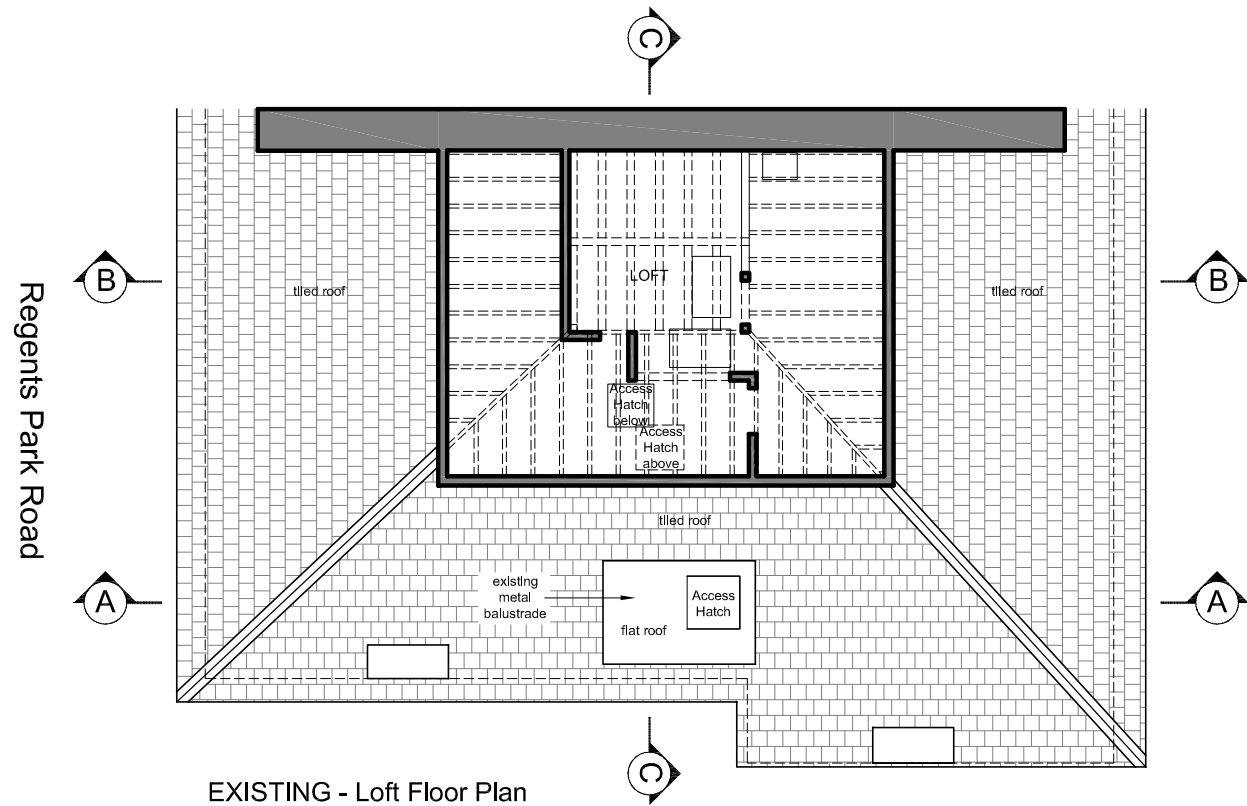 C
B
B
Regents Park Road
tiled roof
LOFT
tiled roof
Access
Hatch
below
Access
Hatch
above
tiled roof
A
A
existing
metal
balustrade
Access
Hatch
flat roof
C
EXISTING - Loft Floor Plan